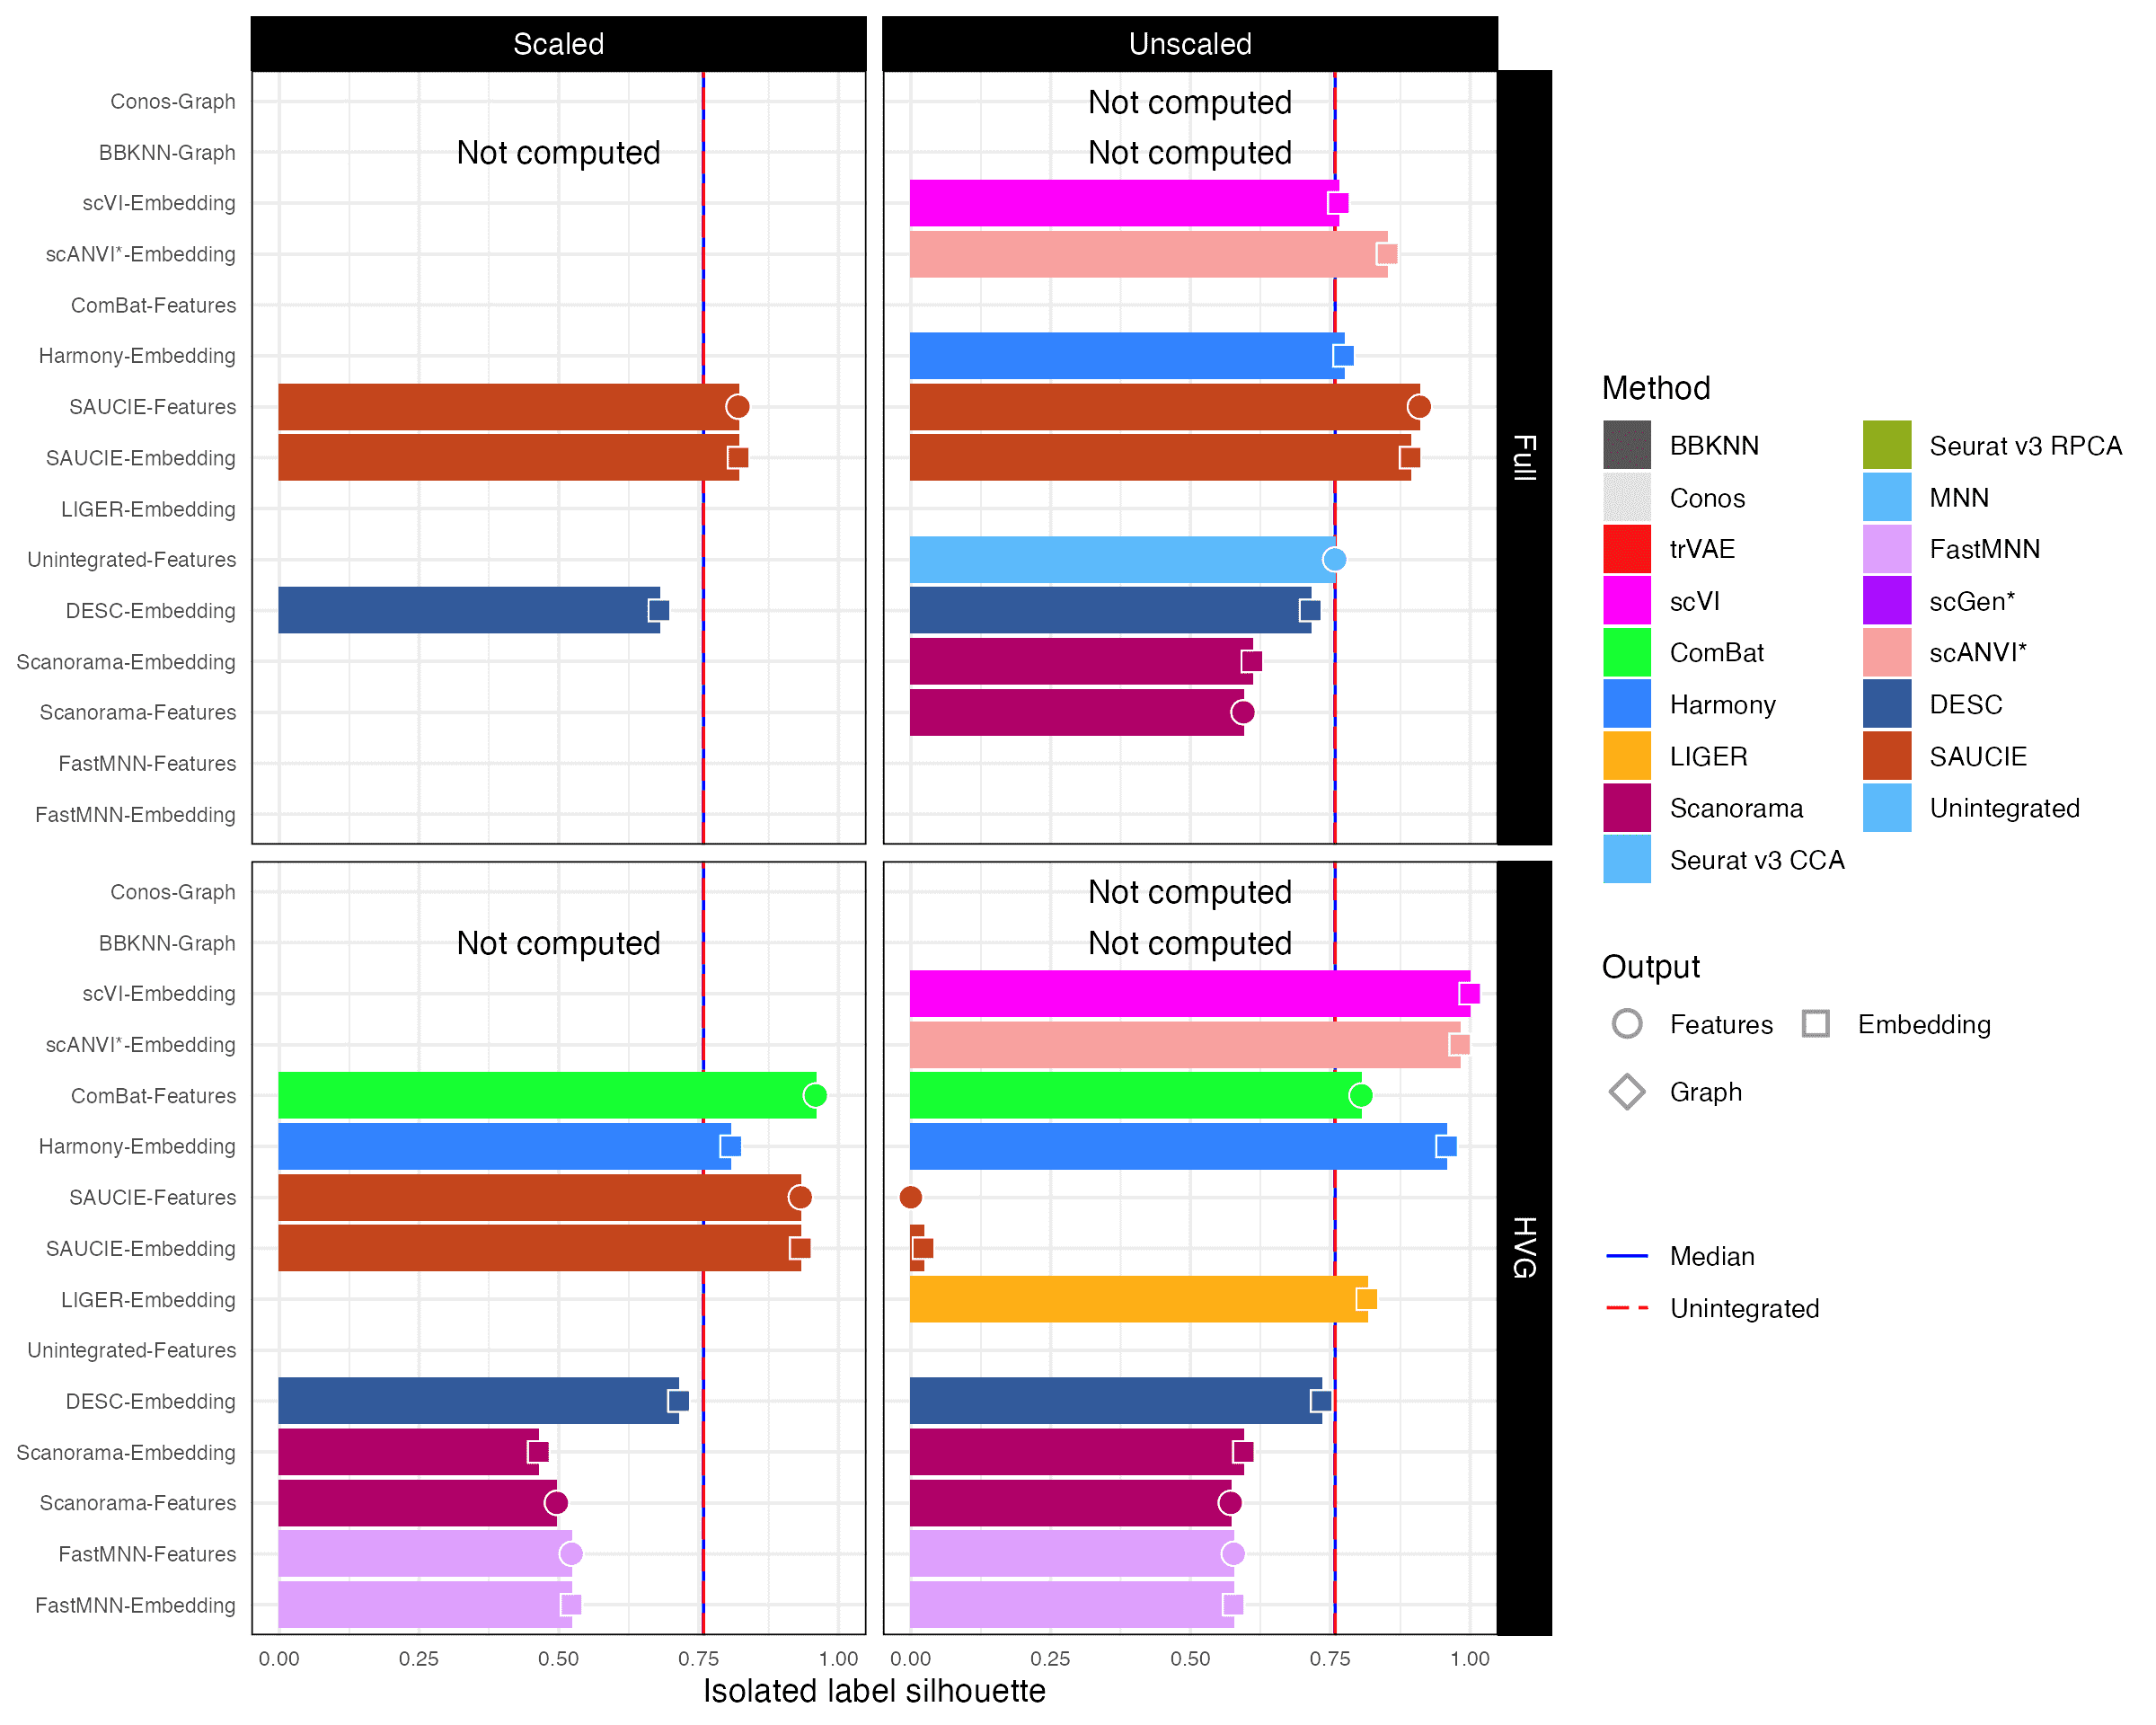 Scaled
Unscaled
Conos-Graph
Not computed
BBKNN-Graph
Not computed
Not computed
scVI-Embedding
scANVI*-Embedding
ComBat-Features
Harmony-Embedding
SAUCIE-Features
SAUCIE-Embedding
LIGER-Embedding
Unintegrated-Features
DESC-Embedding
Scanorama-Embedding
Scanorama-Features
FastMNN-Features
FastMNN-Embedding
Full
Conos-Graph
Not computed
BBKNN-Graph
Not computed
Not computed
scVI-Embedding
scANVI*-Embedding
ComBat-Features
Harmony-Embedding
SAUCIE-Features
SAUCIE-Embedding
LIGER-Embedding
Unintegrated-Features
DESC-Embedding
Scanorama-Embedding
Scanorama-Features
FastMNN-Features
FastMNN-Embedding
HVG
0.00 0.25 0.50 0.75 1.00
0.00 0.25 0.50 0.75 1.00
Isolated label silhouette
Method
BBKNN
Conos
trVAE
scVI
ComBat
Harmony
LIGER
Scanorama
Seurat v3 CCA
Seurat v3 RPCA
MNN
FastMNN
scGen*
scANVI*
DESC
SAUCIE
Unintegrated
Output
Features
Embedding
Graph
Median
Unintegrated